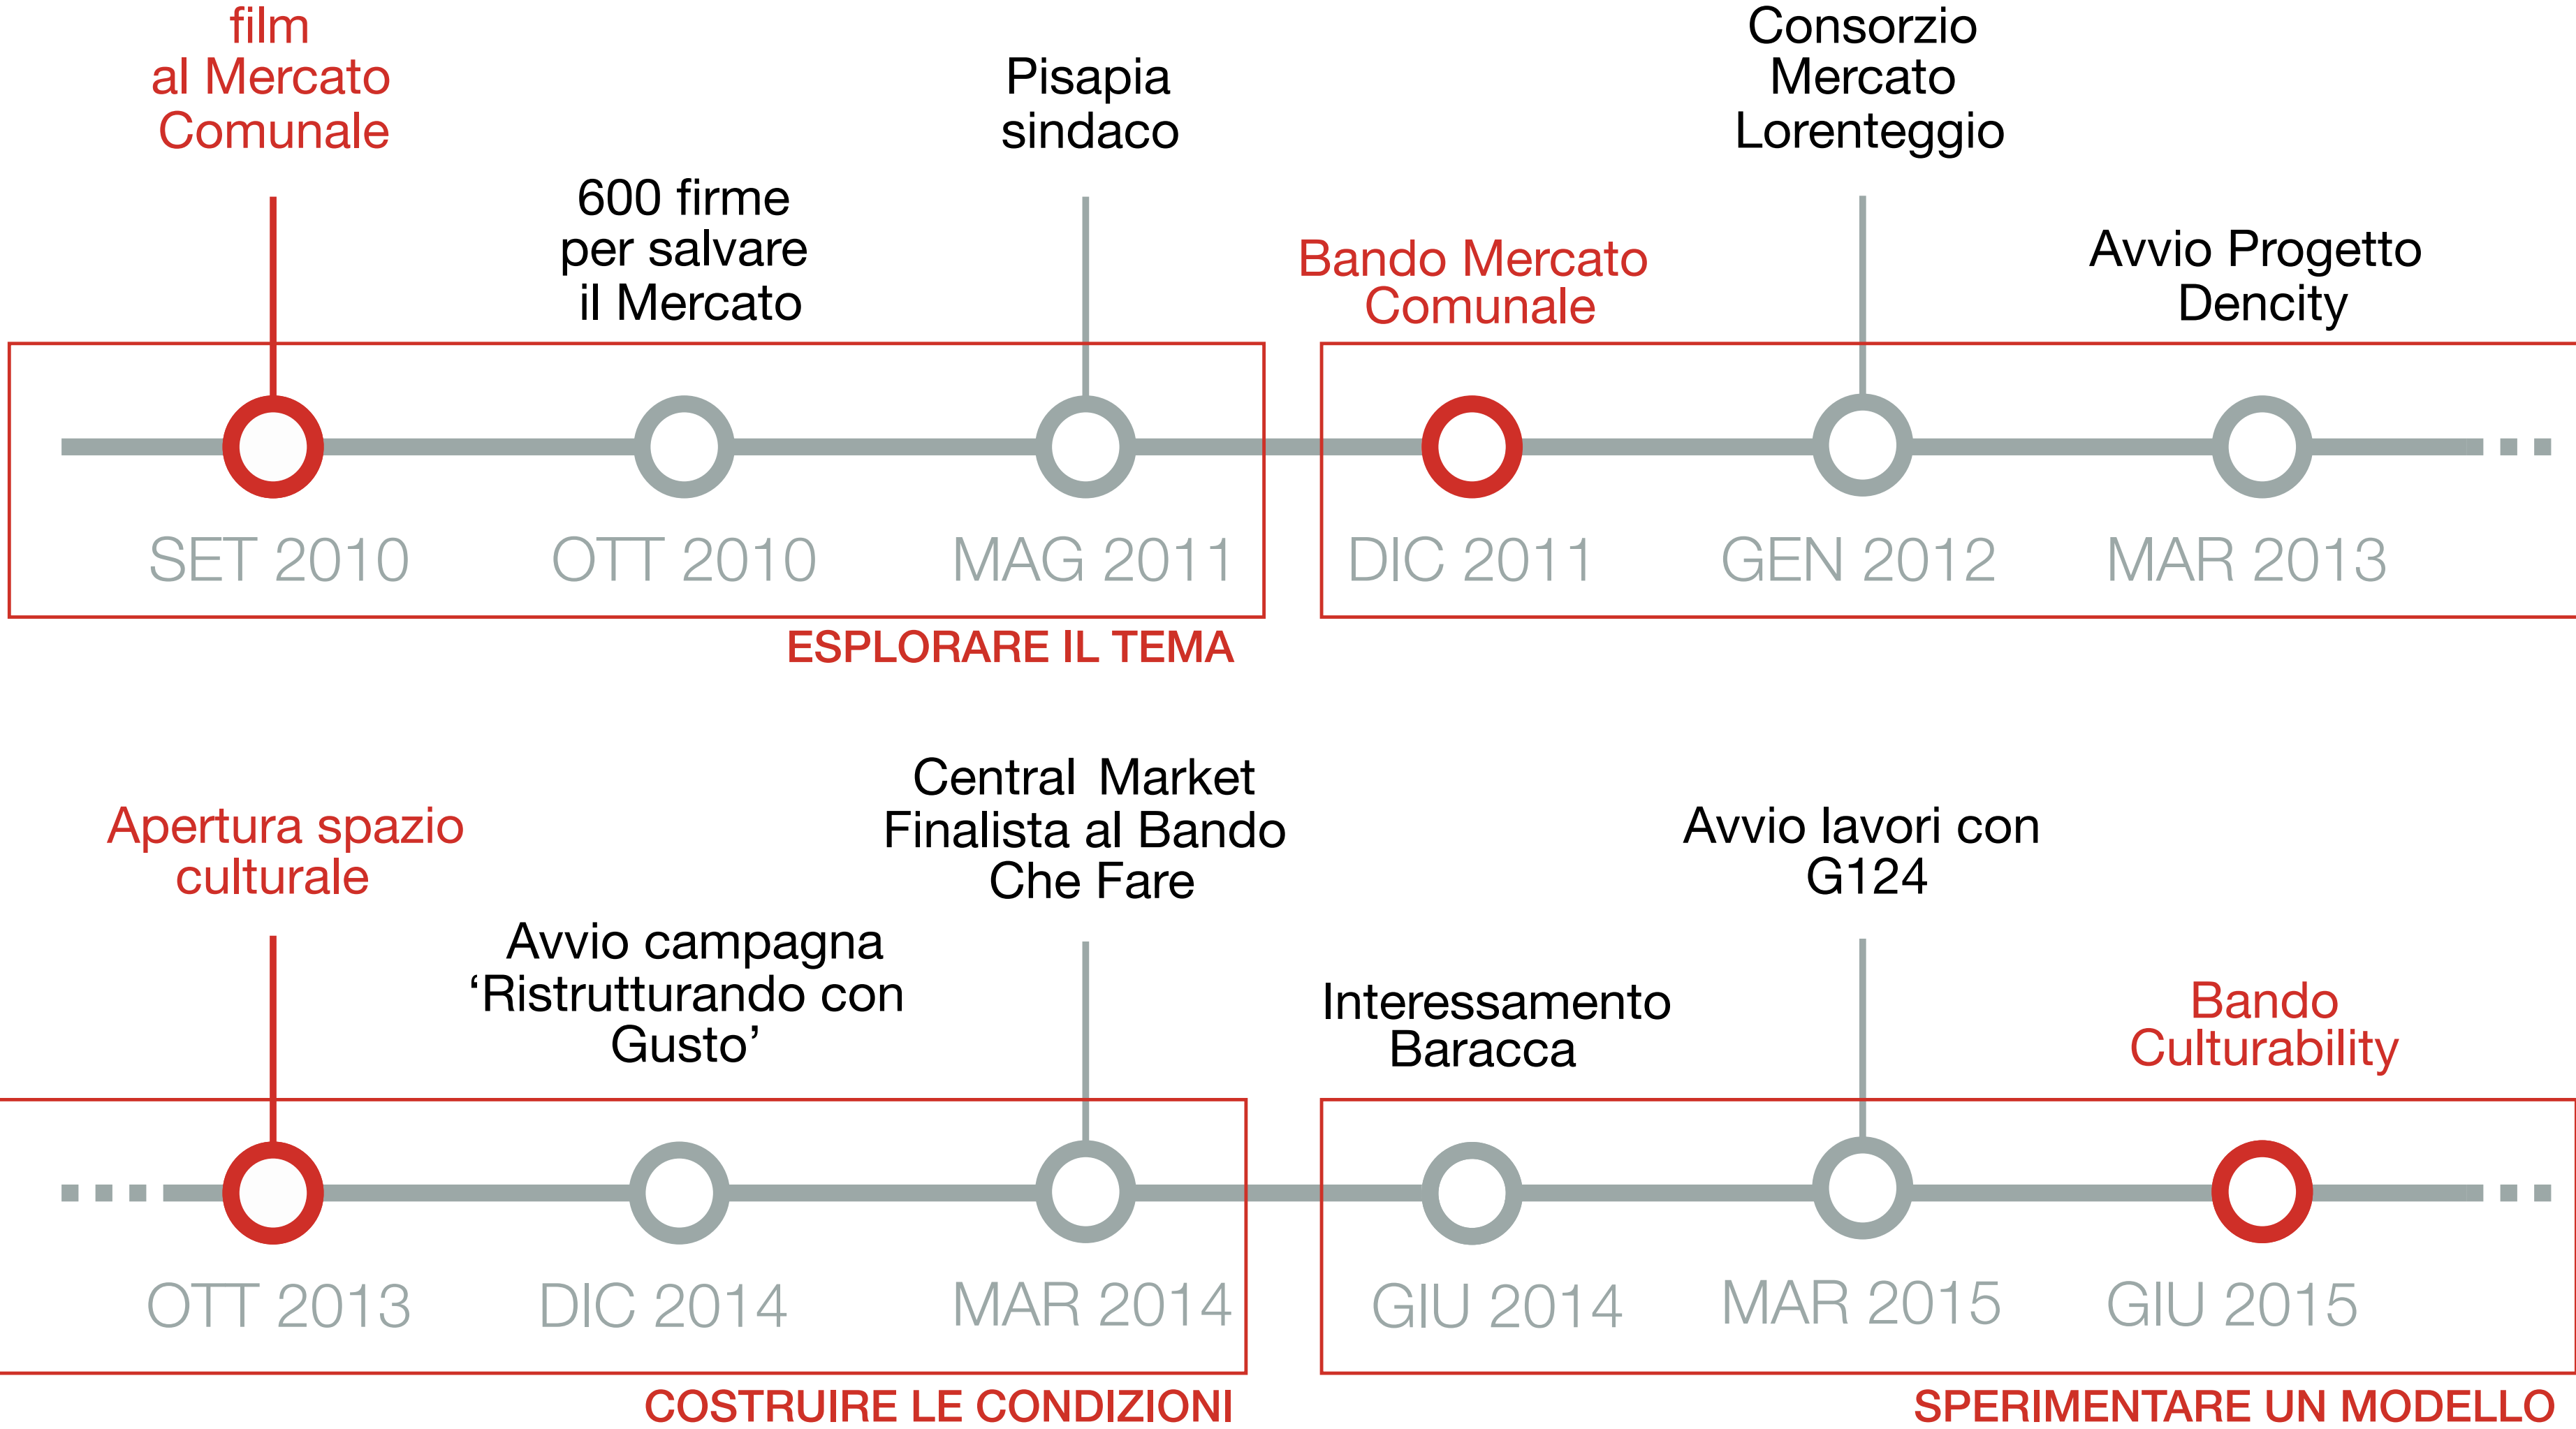 film
al Mercato
Comunale
600 firme
per salvare
il Mercato
Pisapia
sindaco
Bando Mercato
Comunale
Consorzio
Mercato
Lorenteggio
Avvio Progetto
Dencity
SET 2010
OTT 2010
MAG 2011
DIC 2011
GEN 2012
MAR 2013
ESPLORARE IL TEMA
Apertura spazio
culturale
Avvio campagna
‘Ristrutturando con
Gusto’
Central Market
Finalista al Bando
Che Fare
Interessamento
Baracca
Avvio lavori con
G124
Bando
Culturability
OTT 2013
DIC 2014
MAR 2014
GIU 2014
MAR 2015
GIU 2015
COSTRUIRE LE CONDIZIONI
SPERIMENTARE UN MODELLO